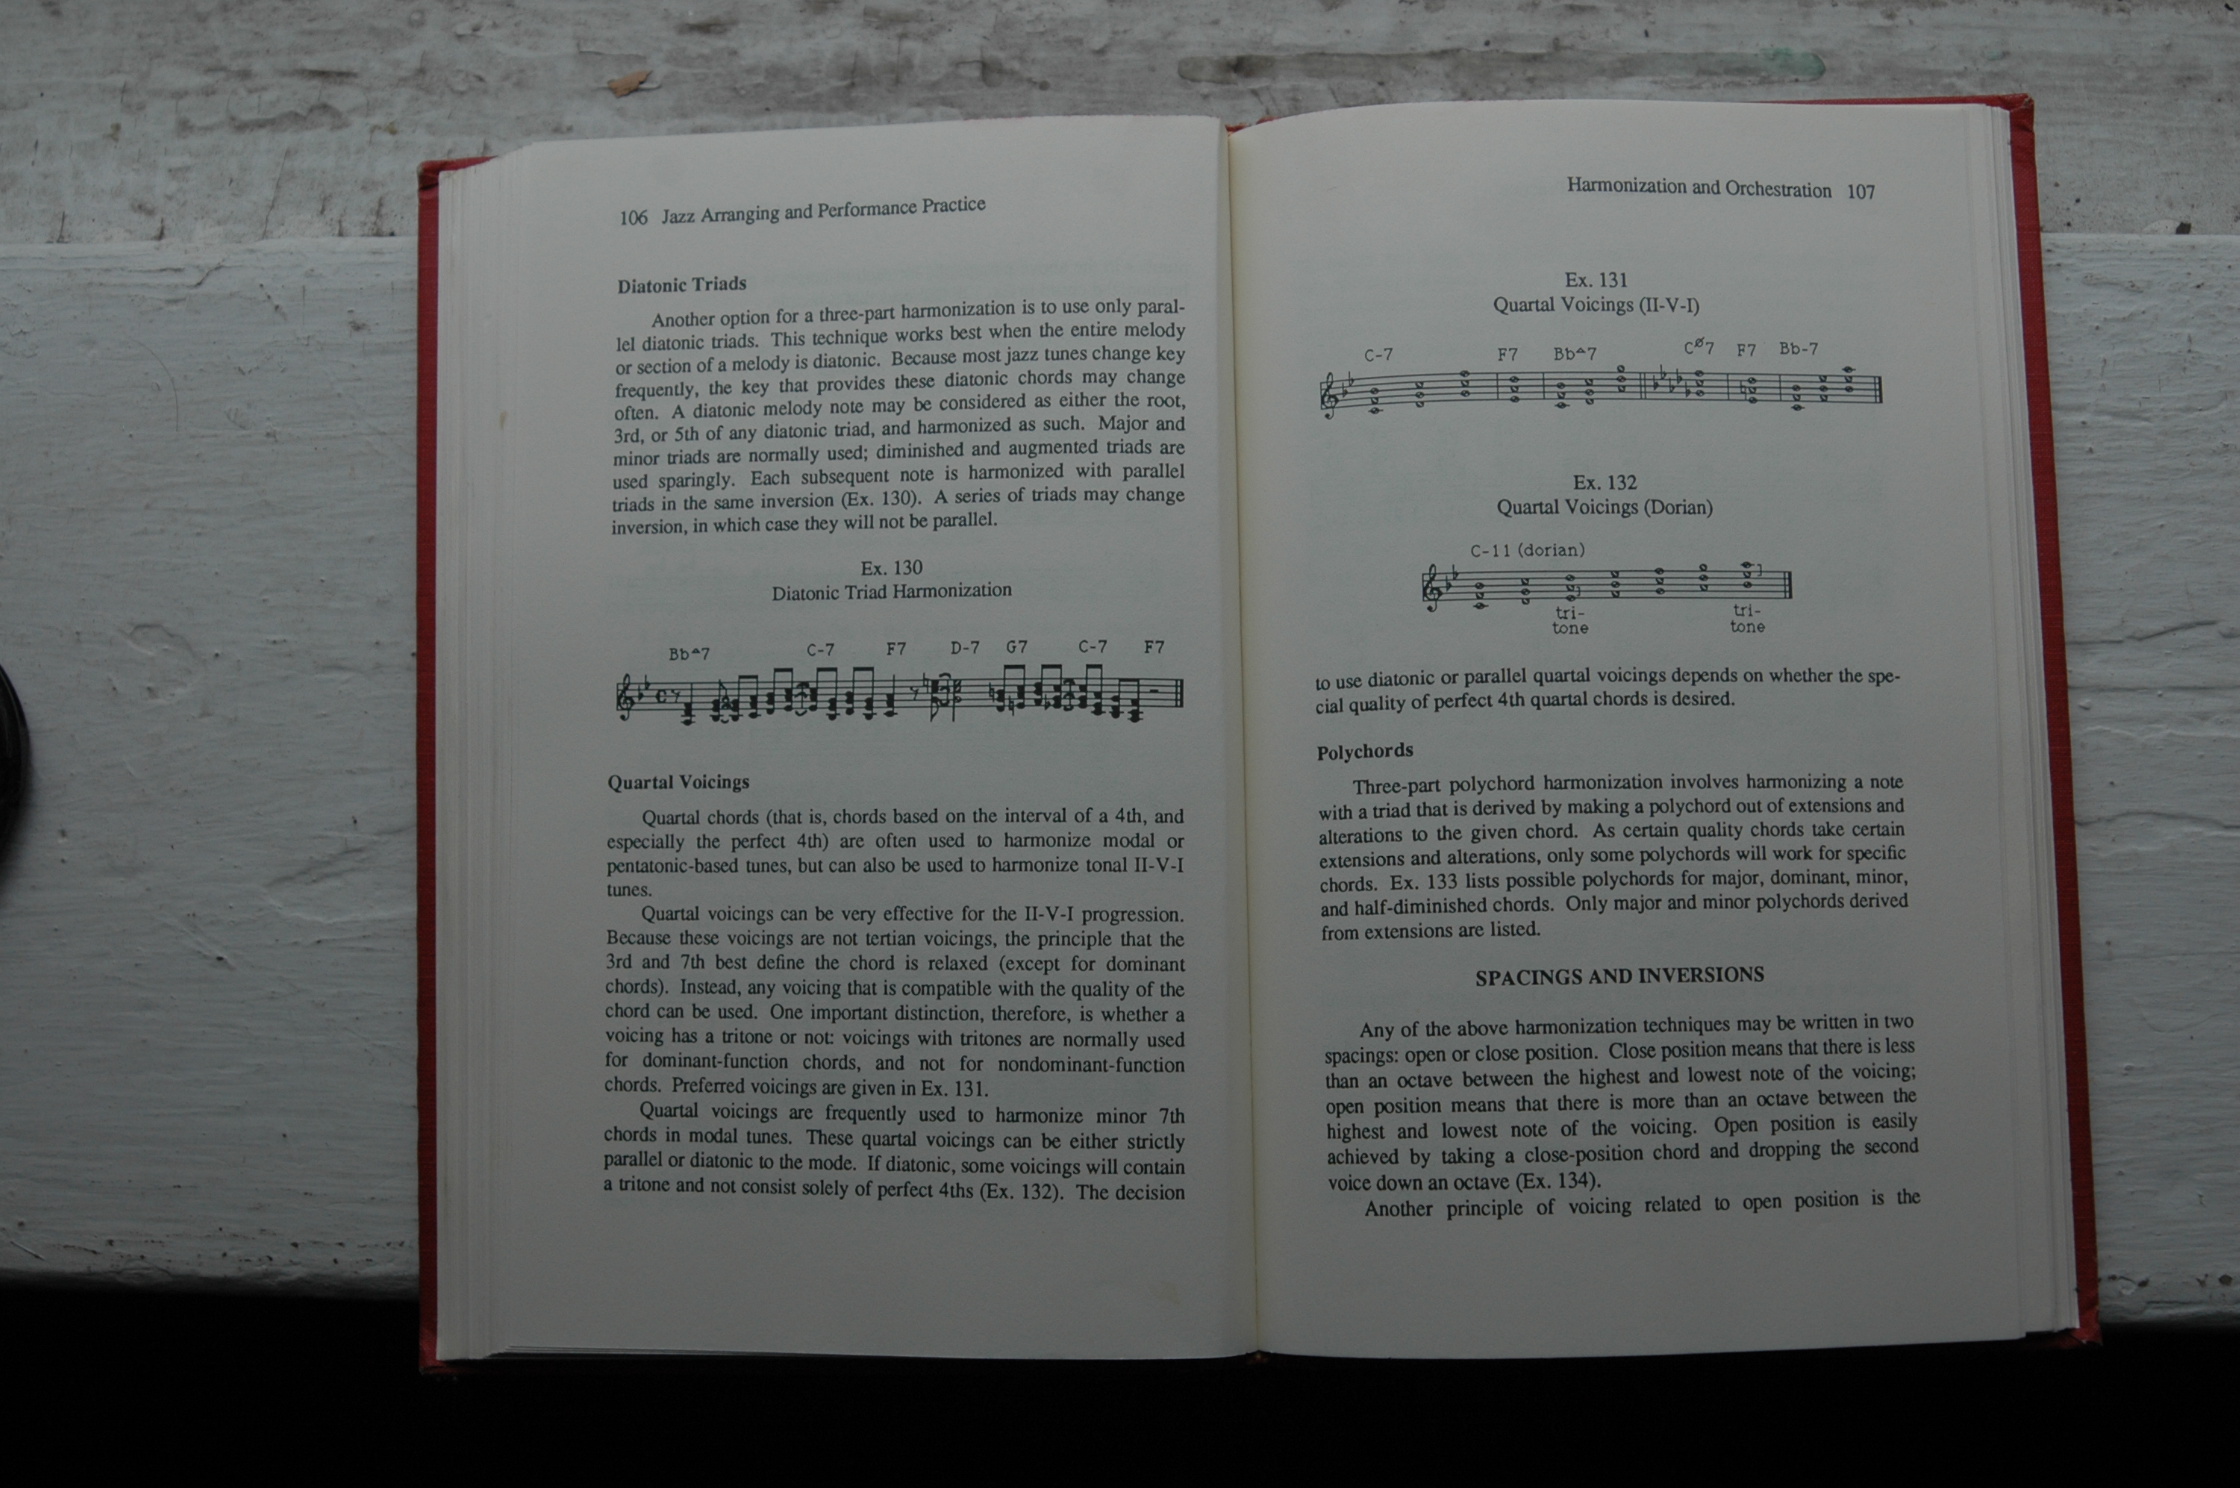 106 Jazz Arranging and Performance Practice
Diatonic Triads
Another option for a three-part harmonization is to use only paral-
lel diatonic triads. This technique works best when the entire melody
or section of a melody is diatonic. Because most jazz tunes change key
frequently, the key that provides these diatonic chords may change
often. A diatonic melody note may be considered as either the root,
3rd, or 5th of any diatonic triad, and harmonized as such. Major and
minor triads are normally used; diminished and augmented triads are
used sparingly. Each subsequent note is harmonized with parallel
triads in the same inversion (Ex. 130). A series of triads may change
inversion, in which case they will not be parallel.
Ex. 130
Diatonic Triad Harmonization
Bb△7 C-7 F7 D-7 G7 C-7 F7
Quartal Voicings
Quartal chords (that is, chords based on the interval of a 4th, and
especially the perfect 4th) are often used to harmonize modal or
pentatonic-based tunes, but can also be used to harmonize tonal II-V-I
tunes.
Quartal voicings can be very effective for the II-V-I progression.
Because these voicings are not tertian voicings, the principle that the
3rd and 7th best define the chord is relaxed (except for dominant
chords). Instead, any voicing that is compatible with the quality of the
chord can be used. One important distinction, therefore, is whether a
voicing has a tritone or not: voicings with tritones are normally used
for dominant-function chords, and not for nondominant-function
chords. Preferred voicings are given in Ex. 131.
Quartal voicings are frequently used to harmonize minor 7th
chords in modal tunes. These quartal voicings can be either strictly
parallel or diatonic to the mode. If diatonic, some voicings will contain
a tritone and not consist solely of perfect 4ths (Ex. 132). The decision
Harmonization and Orchestration 107
Ex. 131
Quartal Voicings (II-V-I)
C-7 F7 Bb△7 CØ7 F7 Bb-7
Ex. 132
Quartal Voicings (Dorian)
C-11 (dorian)
tri- tri-
tone tone
to use diatonic or parallel quartal voicings depends on whether the spe-
cial quality of perfect 4th quartal chords is desired.
Polychords
Three-part polychord harmonization involves harmonizing a note
with a triad that is derived by making a polychord out of extensions and
alterations to the given chord. As certain quality chords take certain
extensions and alterations, only some polychords will work for specific
chords. Ex. 133 lists possible polychords for major, dominant, minor,
and half-diminished chords. Only major and minor polychords derived
from extensions are listed.
SPACINGS AND INVERSIONS
Any of the above harmonization techniques may be written in two
spacings: open or close position. Close position means that there is less
than an octave between the highest and lowest note of the voicing;
open position means that there is more than an octave between the
highest and lowest note of the voicing. Open position is easily
achieved by taking a close-position chord and dropping the second
voice down an octave (Ex. 134).
Another principle of voicing related to open position is the